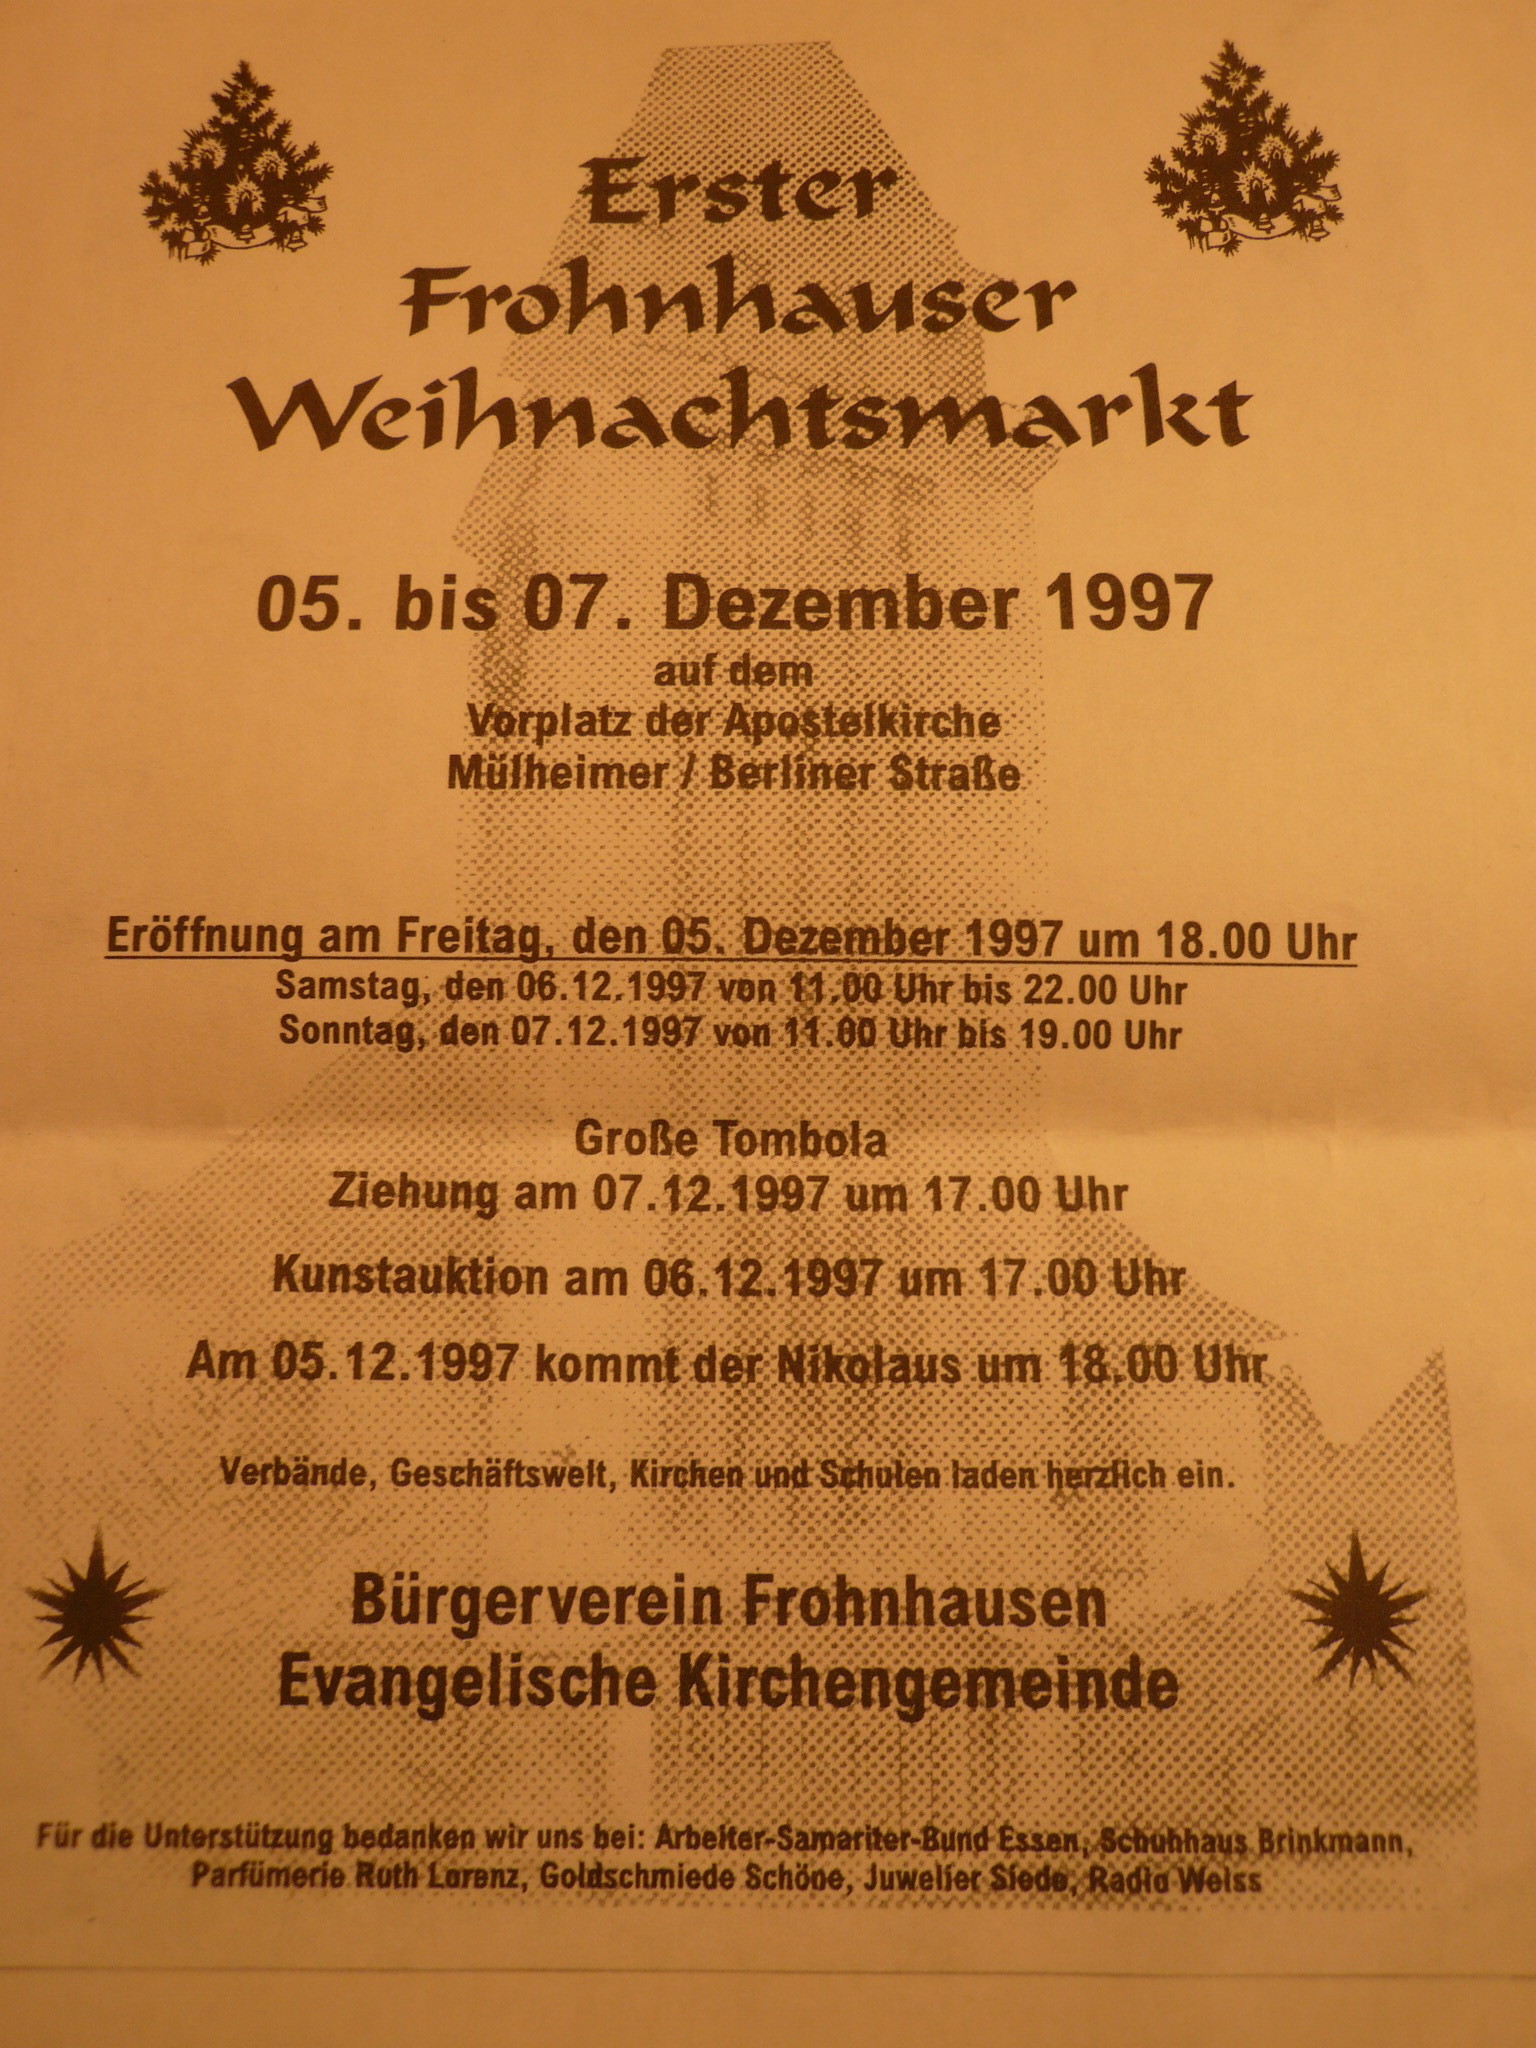 Erster
Frohnhauser
Weihnachtsmarkt
05. bis 07. Dezember 1997
auf dem
Vorplatz der Apostelkirche
Mülheimer / Berliner Straße
Eröffnung am Freitag, den 05. Dezember 1997 um 18.00 Uhr
Samstag, den 06.12.1997 von 11.00 Uhr bis 22.00 Uhr
Sonntag, den 07.12.1997 von 11.00 Uhr bis 19.00 Uhr
Große Tombola
Ziehung am 07.12.1997 um 17.00 Uhr
Kunstauktion am 06.12.1997 um 17.00 Uhr
Am 05.12.1997 kommt der Nikolaus um 18.00 Uhr
Verbände, Geschäftswelt, Kirchen und Schulen laden herzlich ein.
Bürgerverein Frohnhausen
Evangelische Kirchengemeinde
Für die Unterstützung bedanken wir uns bei: Arbeiter-Samariter-Bund Essen, Schuhhaus Brinkmann,
Parfümerie Ruth Lorenz, Goldschmiede Schöne, Juwelier Siede, Radio Weiss